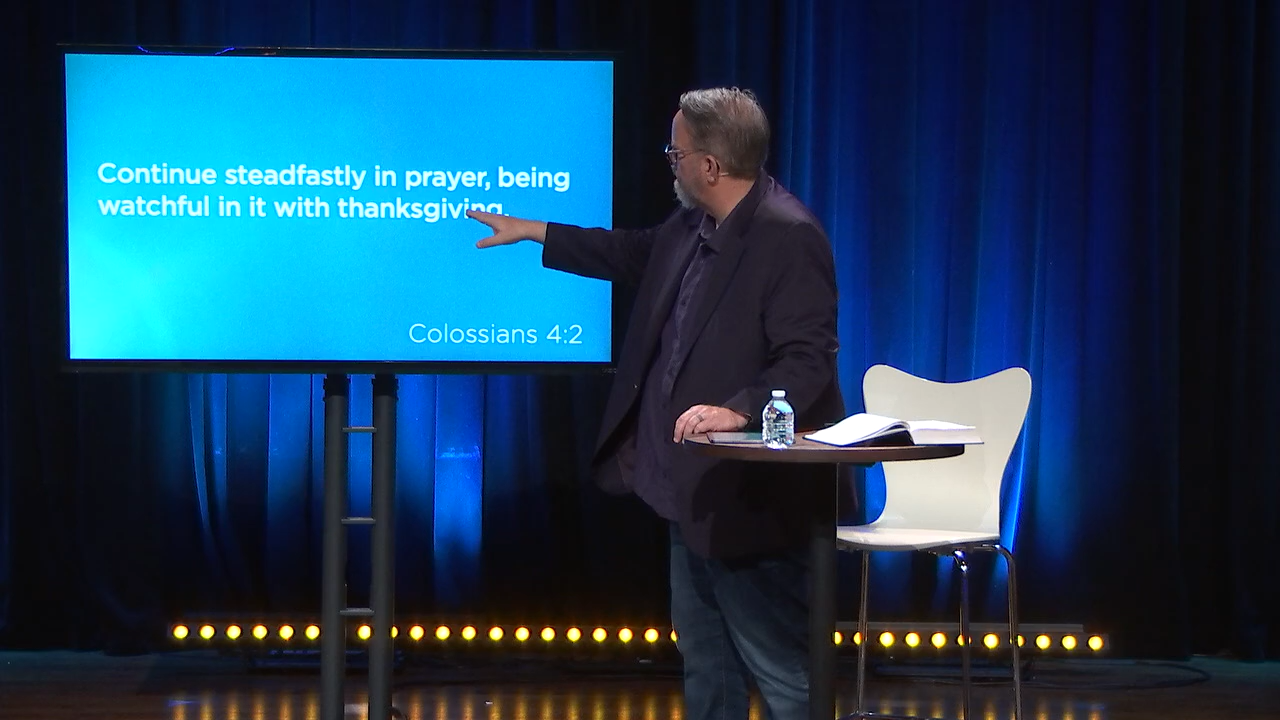 Continue steadfastly in prayer, being
watchful in it with thanksgiving.
Colossians 4:2